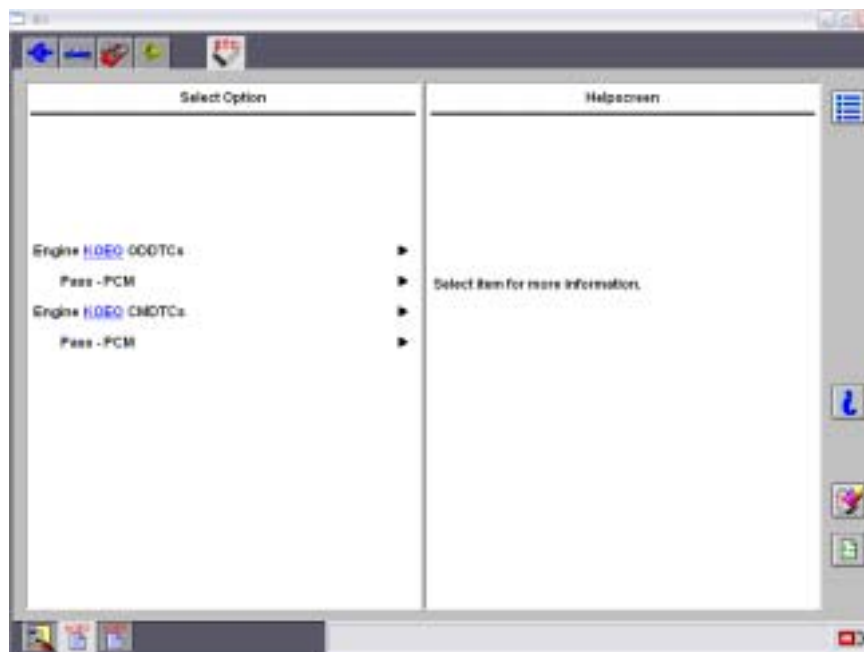 Select Option
Helpscreen
Engine KOEO ODDTCs
Pass - PCM
Select item for more information.
Engine KOEO CMDTCs
Pass - PCM